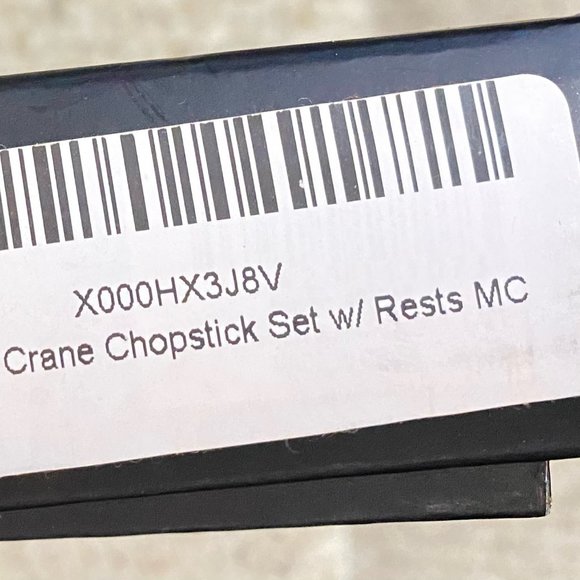 X000HX3J8V
Crane Chopstick Set w/ Rests MC